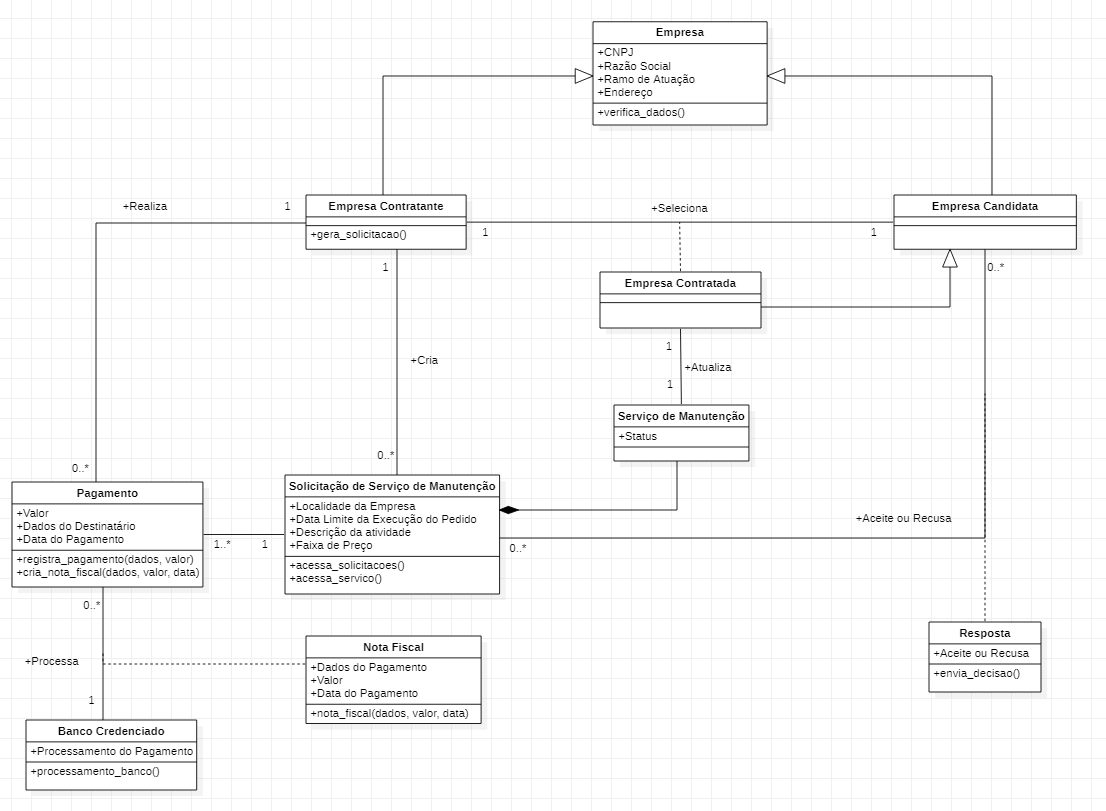 Empresa
+CNPJ
+Razão Social
+Ramo de Atuação
+Endereço
+verifica_dados()
+Realiza
1
Empresa Contratante
+gera_solicitacao()
+Seleciona
1
1
Empresa Candidata
1
0..*
Empresa Contratada
1
+Atualiza
1
+Cria
Serviço de Manutenção
+Status
0..*
0..*
Pagamento
+Valor
+Dados do Destinatário
+Data do Pagamento
+registra_pagamento(dados, valor)
+cria_nota_fiscal(dados, valor, data)
1..*
1
Solicitação de Serviço de Manutenção
+Localidade da Empresa
+Data Limite da Execução do Pedido
+Descrição da atividade
+Faixa de Preço
+acessa_solicitacoes()
+acessa_servico()
+Aceite ou Recusa
0..*
0..*
+Processa
1
Nota Fiscal
+Dados do Pagamento
+Valor
+Data do Pagamento
+nota_fiscal(dados, valor, data)
Resposta
+Aceite ou Recusa
+envia_decisao()
Banco Credenciado
+Processamento do Pagamento
+processamento_banco()